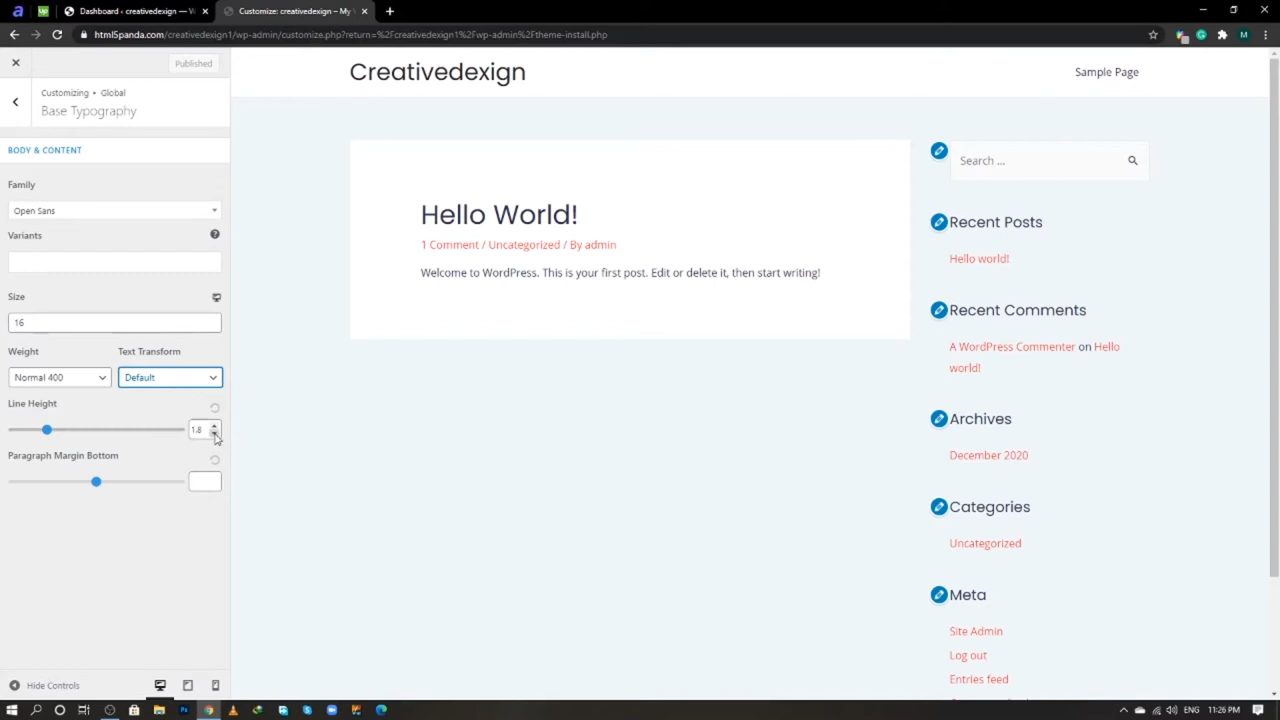 Dashboard ‹ creativedexign — W
Customize: creativedexign – My
html5panda.com/creativedexign1/wp-admin/customize.php?return=%2Fcreativedexign1%2Fwp-admin%2Ftheme-install.php
M
Published
Customizing ▸ Global
Base Typography
BODY & CONTENT
Family
Open Sans
Variants
Size
16
Weight
Text Transform
Normal 400
Default
Line Height
1.8
Paragraph Margin Bottom
Hide Controls
Creativedexign
Sample Page
Hello World!
1 Comment / Uncategorized / By admin
Welcome to WordPress. This is your first post. Edit or delete it, then start writing!
Search ...
Recent Posts
Hello world!
Recent Comments
A WordPress Commenter on Hello
world!
Archives
December 2020
Categories
Uncategorized
Meta
Site Admin
Log out
Entries feed
ENG 11:26 PM